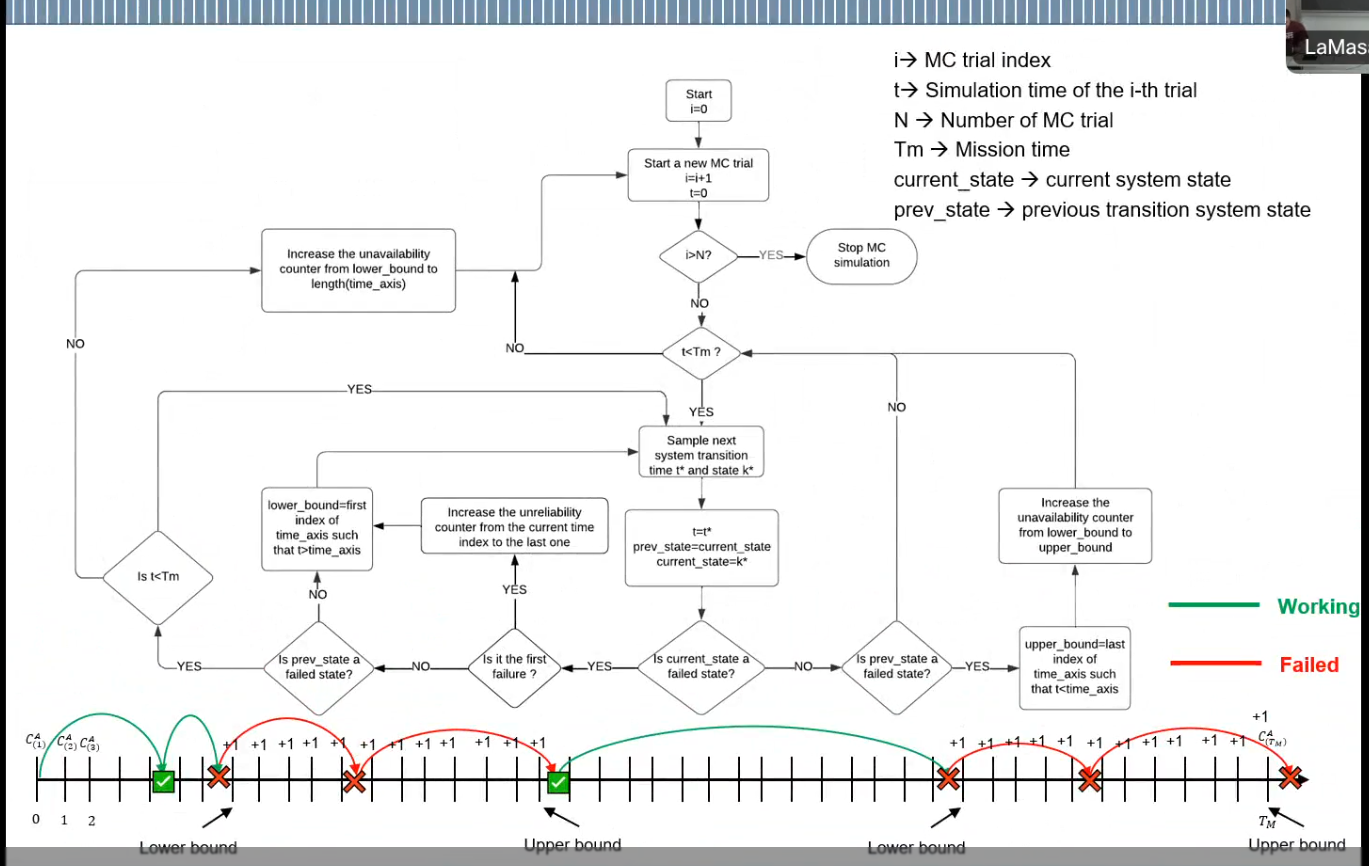 LaMas
i→ MC trial index
t→ Simulation time of the i-th trial
N → Number of MC trial
Tm → Mission time
current_state → current system state
prev_state → previous transition system state
Start
i=0
Start a new MC trial
i=i+1
t=0
i>N?
YES
Stop MC
simulation
Increase the unavailability
counter from lower_bound to
length(time_axis)
NO
NO
t<Tm ?
NO
YES
YES
NO
Sample next
system transition
time t* and state k*
lower_bound=first
index of
time_axis such
that t>time_axis
Increase the unreliability
counter from the current time
index to the last one
t=t*
prev_state=current_state
current_state=k*
Increase the
unavailability counter
from lower_bound to
upper_bound
Is t<Tm
NO
YES
Working
YES
Is prev_state a
failed state?
NO
Is it the first
failure ?
YES
Is current_state a
failed state?
NO
Is prev_state a
failed state?
YES
upper_bound=last
index of
time_axis such
that t<time_axis
Failed
+1
C^A_(1) C^A_(2) C^A_(3) +1 +1 +1 +1 +1 +1 +1 +1 +1 +1 +1 +1 +1 +1 +1 +1 +1 +1 +1 +1 +1 +1 +1 C^A_(T_M)
0 1 2 T_M
Lower bound Upper bound Lower bound Upper bound